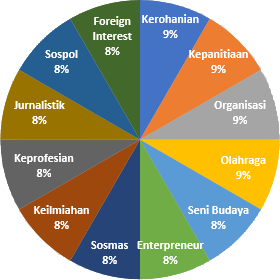 Foreign
Interest
8%
Kerohanian
9%
Kepanitiaan
9%
Organisasi
9%
Olahraga
9%
Seni Budaya
8%
Enterpreneur
8%
Sosmas
8%
Keilmiahan
8%
Keprofesian
8%
Jurnalistik
8%
Sospol
8%